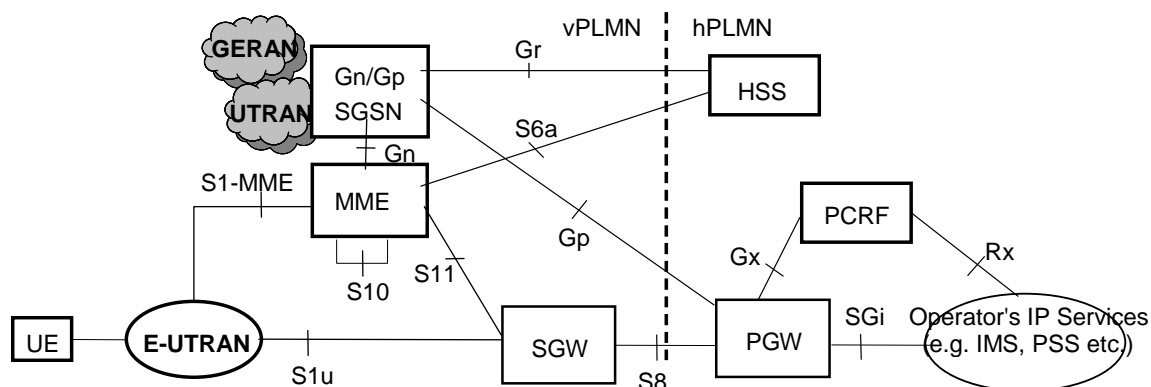 vPLMN
hPLMN
GERAN
Gr
Gn/Gp
SGSN
HSS
UTRAN
S6a
Gn
S1-MME
MME
PCRF
Gp
Gx
Rx
S11
S10
SGi
Operator's IP Services
(e.g. IMS, PSS etc.)
UE
E-UTRAN
SGW
PGW
S1u
S8